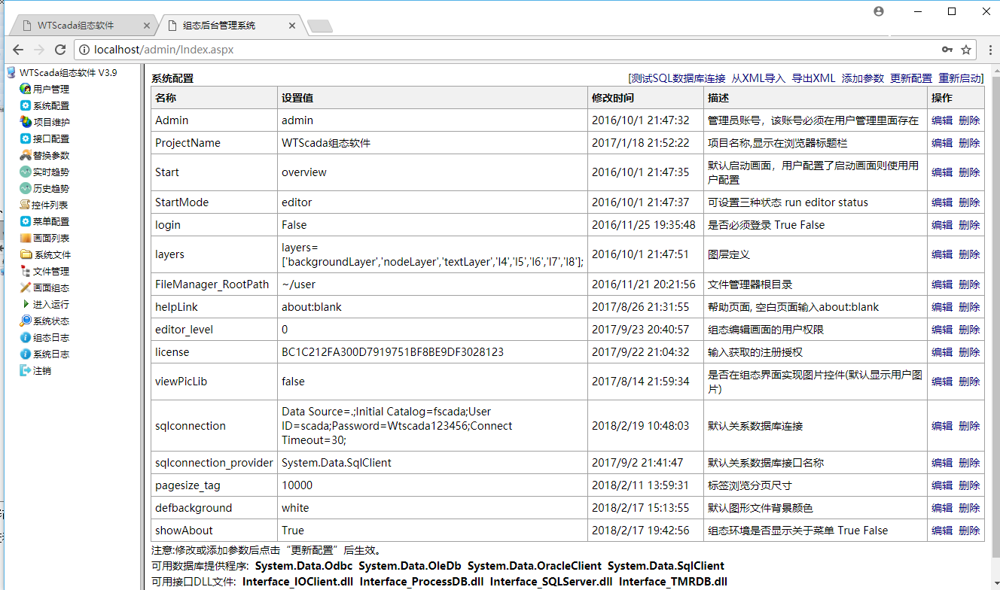 WTScada组态软件
组态后台管理系统
localhost/admin/Index.aspx
WTScada组态软件 V3.9
用户管理
系统配置
项目维护
接口配置
替换参数
实时趋势
历史趋势
控件列表
菜单配置
画面列表
系统文件
文件管理
画面组态
进入运行
系统状态
组态日志
系统日志
注销
系统配置 [测试SQL数据库连接 从XML导入 导出XML 添加参数 更新配置 重新启动]
名称 设置值 修改时间 描述 操作
Admin admin 2016/10/1 21:47:32 管理员账号，该账号必须在用户管理里面存在 编辑 删除
ProjectName WTScada组态软件 2017/1/18 21:52:22 项目名称,显示在浏览器标题栏 编辑 删除
Start overview 2016/10/1 21:47:35 默认启动画面，用户配置了启动画面则使用用
户配置 编辑 删除
StartMode editor 2016/10/1 21:47:37 可设置三种状态 run editor status 编辑 删除
login False 2016/11/25 19:35:48 是否必须登录 True False 编辑 删除
layers layers=
['backgroundLayer','nodeLayer','textLayer','l4','l5','l6','l7','l8']; 2016/10/1 21:47:51 图层定义 编辑 删除
FileManager_RootPath ~/user 2016/11/21 20:21:56 文件管理器根目录 编辑 删除
helpLink about:blank 2017/8/26 21:31:55 帮助页面, 空白页面输入about:blank 编辑 删除
editor_level 0 2017/9/23 20:40:57 组态编辑画面的用户权限 编辑 删除
license BC1C212FA300D7919751BF8BE9DF3028123 2017/9/22 21:04:32 输入获取的注册授权 编辑 删除
viewPicLib false 2017/8/14 21:59:34 是否在组态界面实现图片控件(默认显示用户图
片) 编辑 删除
sqlconnection Data Source=.;Initial Catalog=fscada;User
ID=scada;Password=Wtscada123456;Connect
Timeout=30; 2018/2/19 10:48:03 默认关系数据库连接 编辑 删除
sqlconnection_provider System.Data.SqlClient 2017/9/2 21:41:47 默认关系数据库接口名称 编辑 删除
pagesize_tag 10000 2018/2/11 13:59:31 标签浏览分页尺寸 编辑 删除
defbackground white 2018/2/17 15:13:55 默认图形文件背景颜色 编辑 删除
showAbout True 2018/2/17 19:42:56 组态环境是否显示关于菜单 True False 编辑 删除
注意:修改或添加参数后点击“更新配置”后生效。
可用数据库提供程序: System.Data.Odbc System.Data.OleDb System.Data.OracleClient System.Data.SqlClient
可用接口DLL文件: Interface_IOClient.dll Interface_ProcessDB.dll Interface_SQLServer.dll Interface_TMRDB.dll